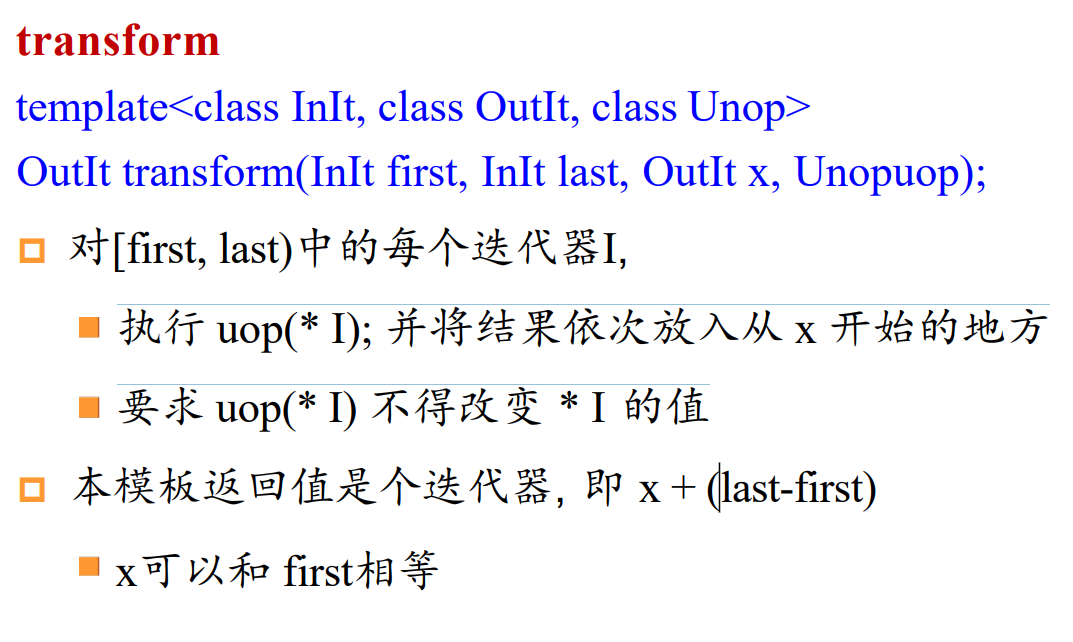 transform
template<class InIt, class OutIt, class Unop>
OutIt transform(InIt first, InIt last, OutIt x, Unopuop);
对[first, last)中的每个迭代器I,
执行 uop(* I); 并将结果依次放入从 x 开始的地方
要求 uop(* I) 不得改变 * I 的值
本模板返回值是个迭代器, 即 x + (last-first)
x可以和 first相等